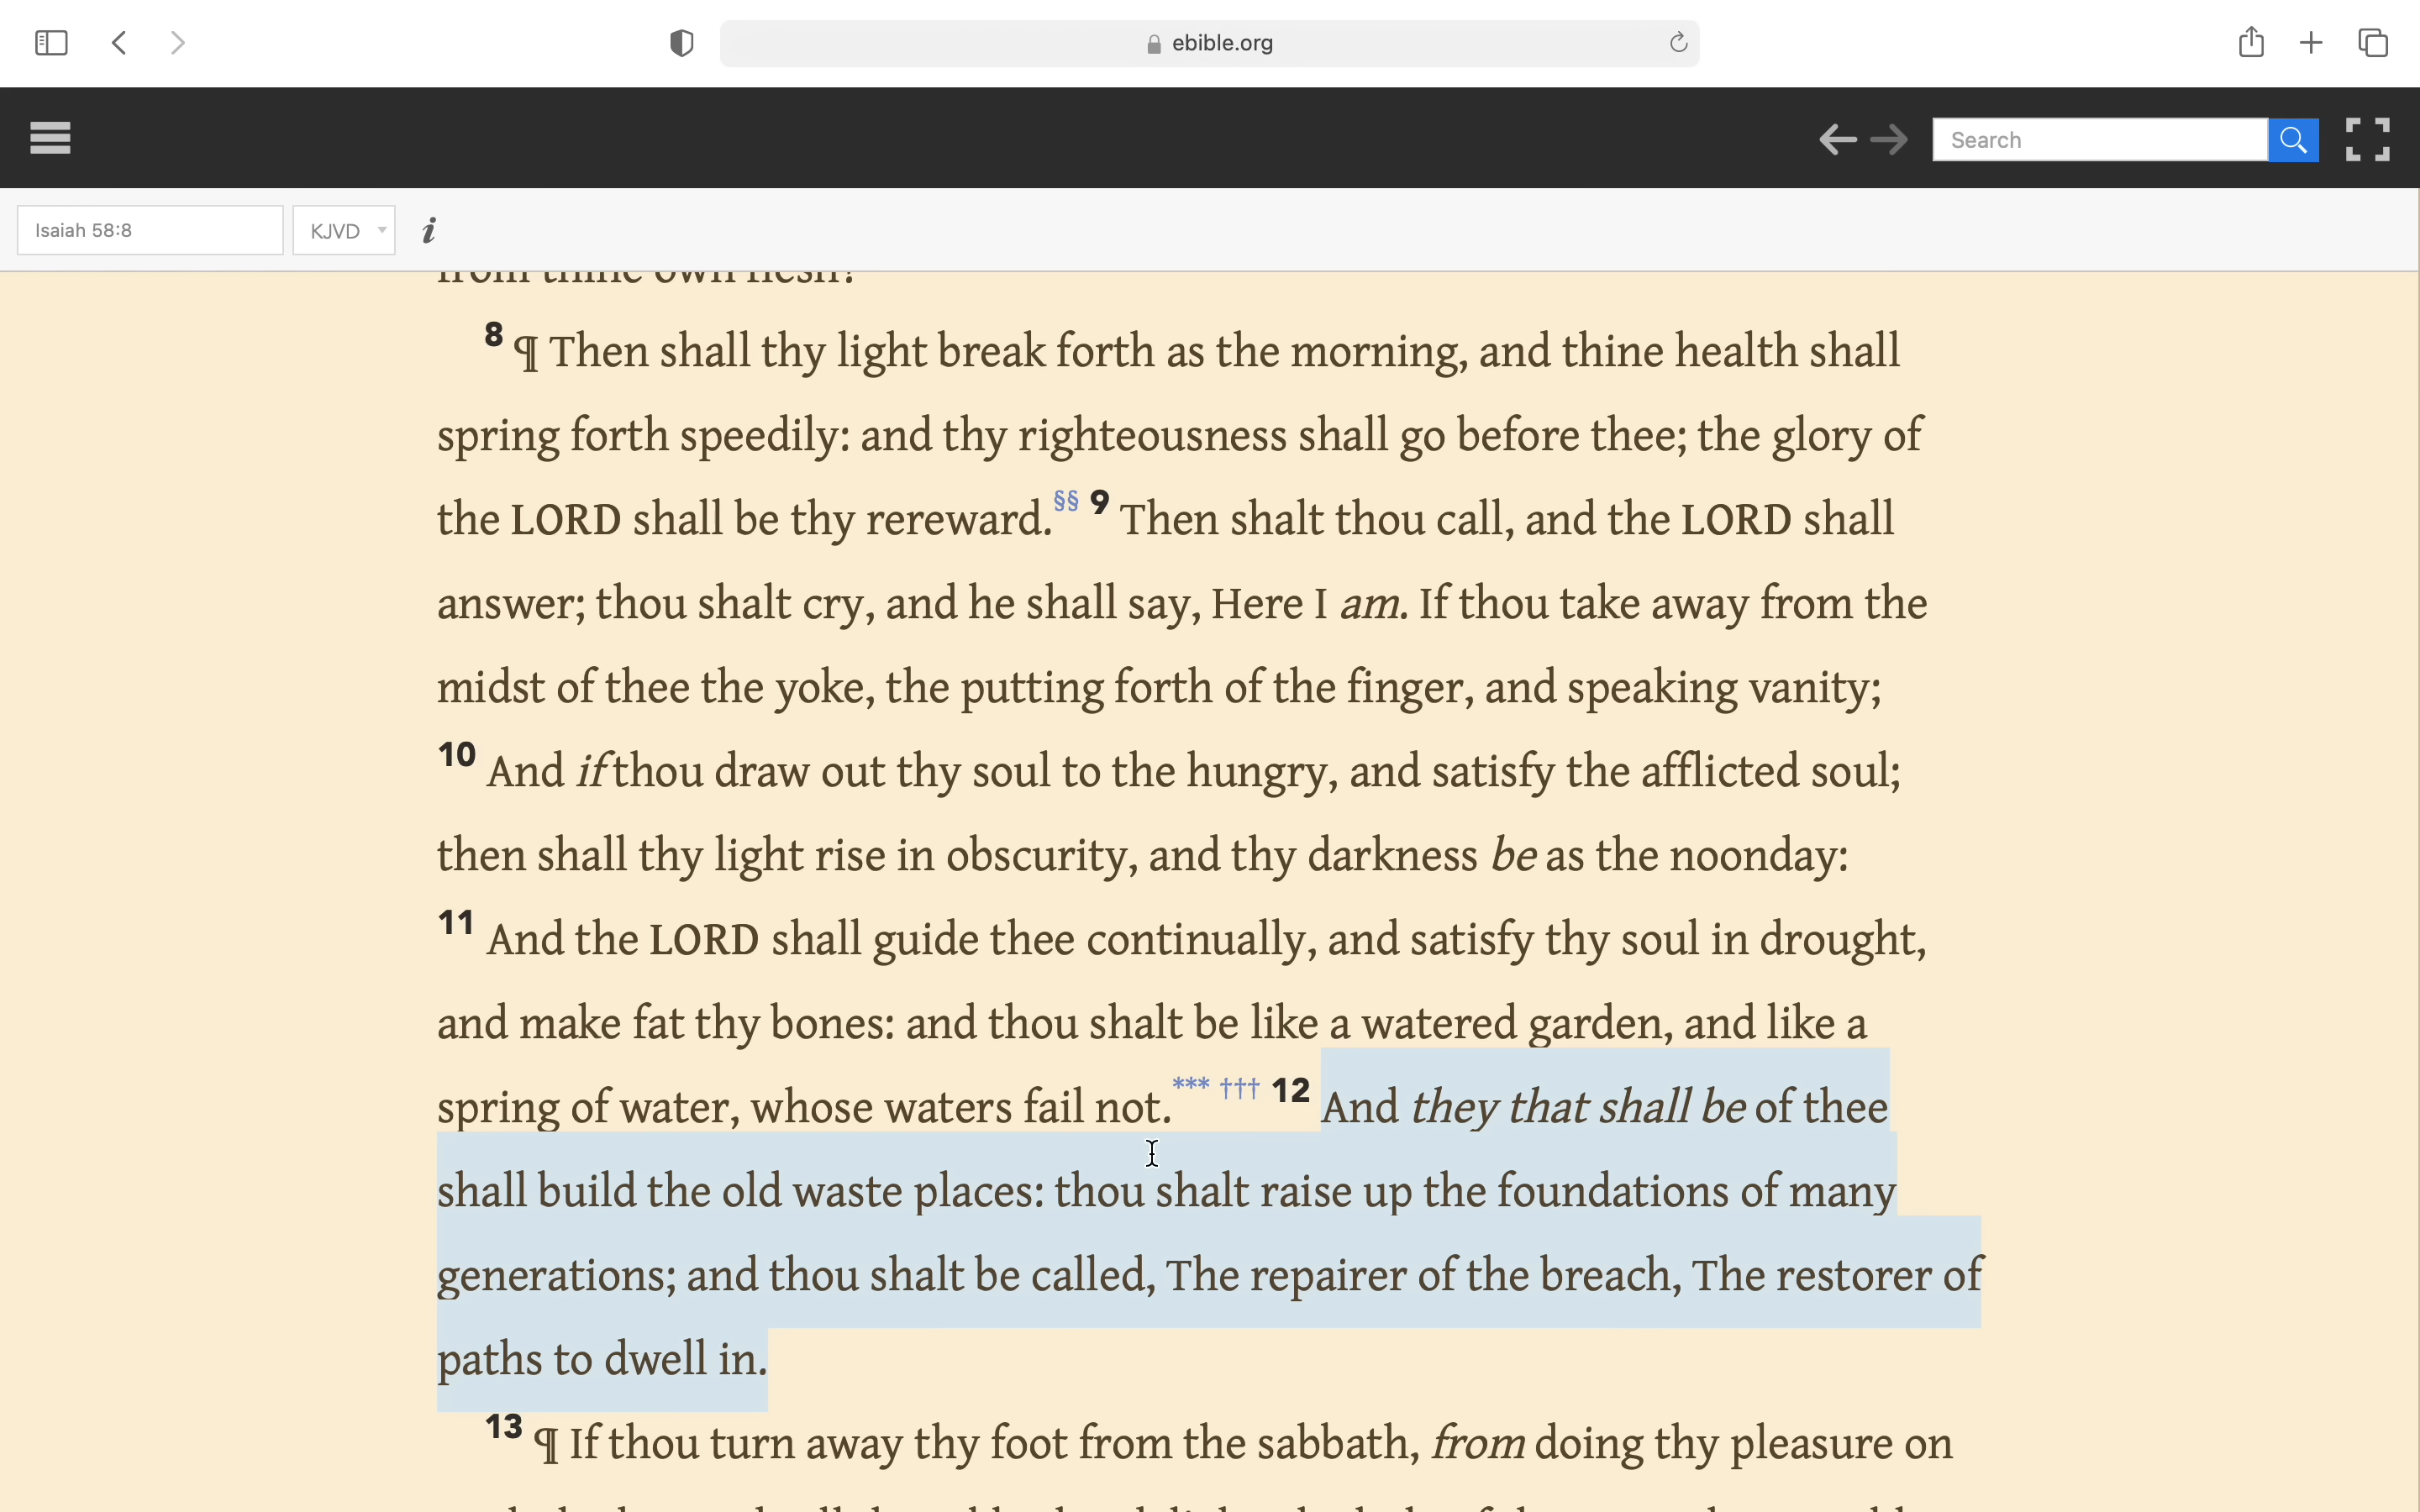 ebible.org
Search
Isaiah 58:8
KJVD
i
from thine own flesh?
8 ¶ Then shall thy light break forth as the morning, and thine health shall
spring forth speedily: and thy righteousness shall go before thee; the glory of
the LORD shall be thy rereward.§§ 9 Then shalt thou call, and the LORD shall
answer; thou shalt cry, and he shall say, Here I am. If thou take away from the
midst of thee the yoke, the putting forth of the finger, and speaking vanity;
10 And if thou draw out thy soul to the hungry, and satisfy the afflicted soul;
then shall thy light rise in obscurity, and thy darkness be as the noonday:
11 And the LORD shall guide thee continually, and satisfy thy soul in drought,
and make fat thy bones: and thou shalt be like a watered garden, and like a
spring of water, whose waters fail not.*** ††† 12 And they that shall be of thee
shall build the old waste places: thou shalt raise up the foundations of many
generations; and thou shalt be called, The repairer of the breach, The restorer of
paths to dwell in.
13 ¶ If thou turn away thy foot from the sabbath, from doing thy pleasure on